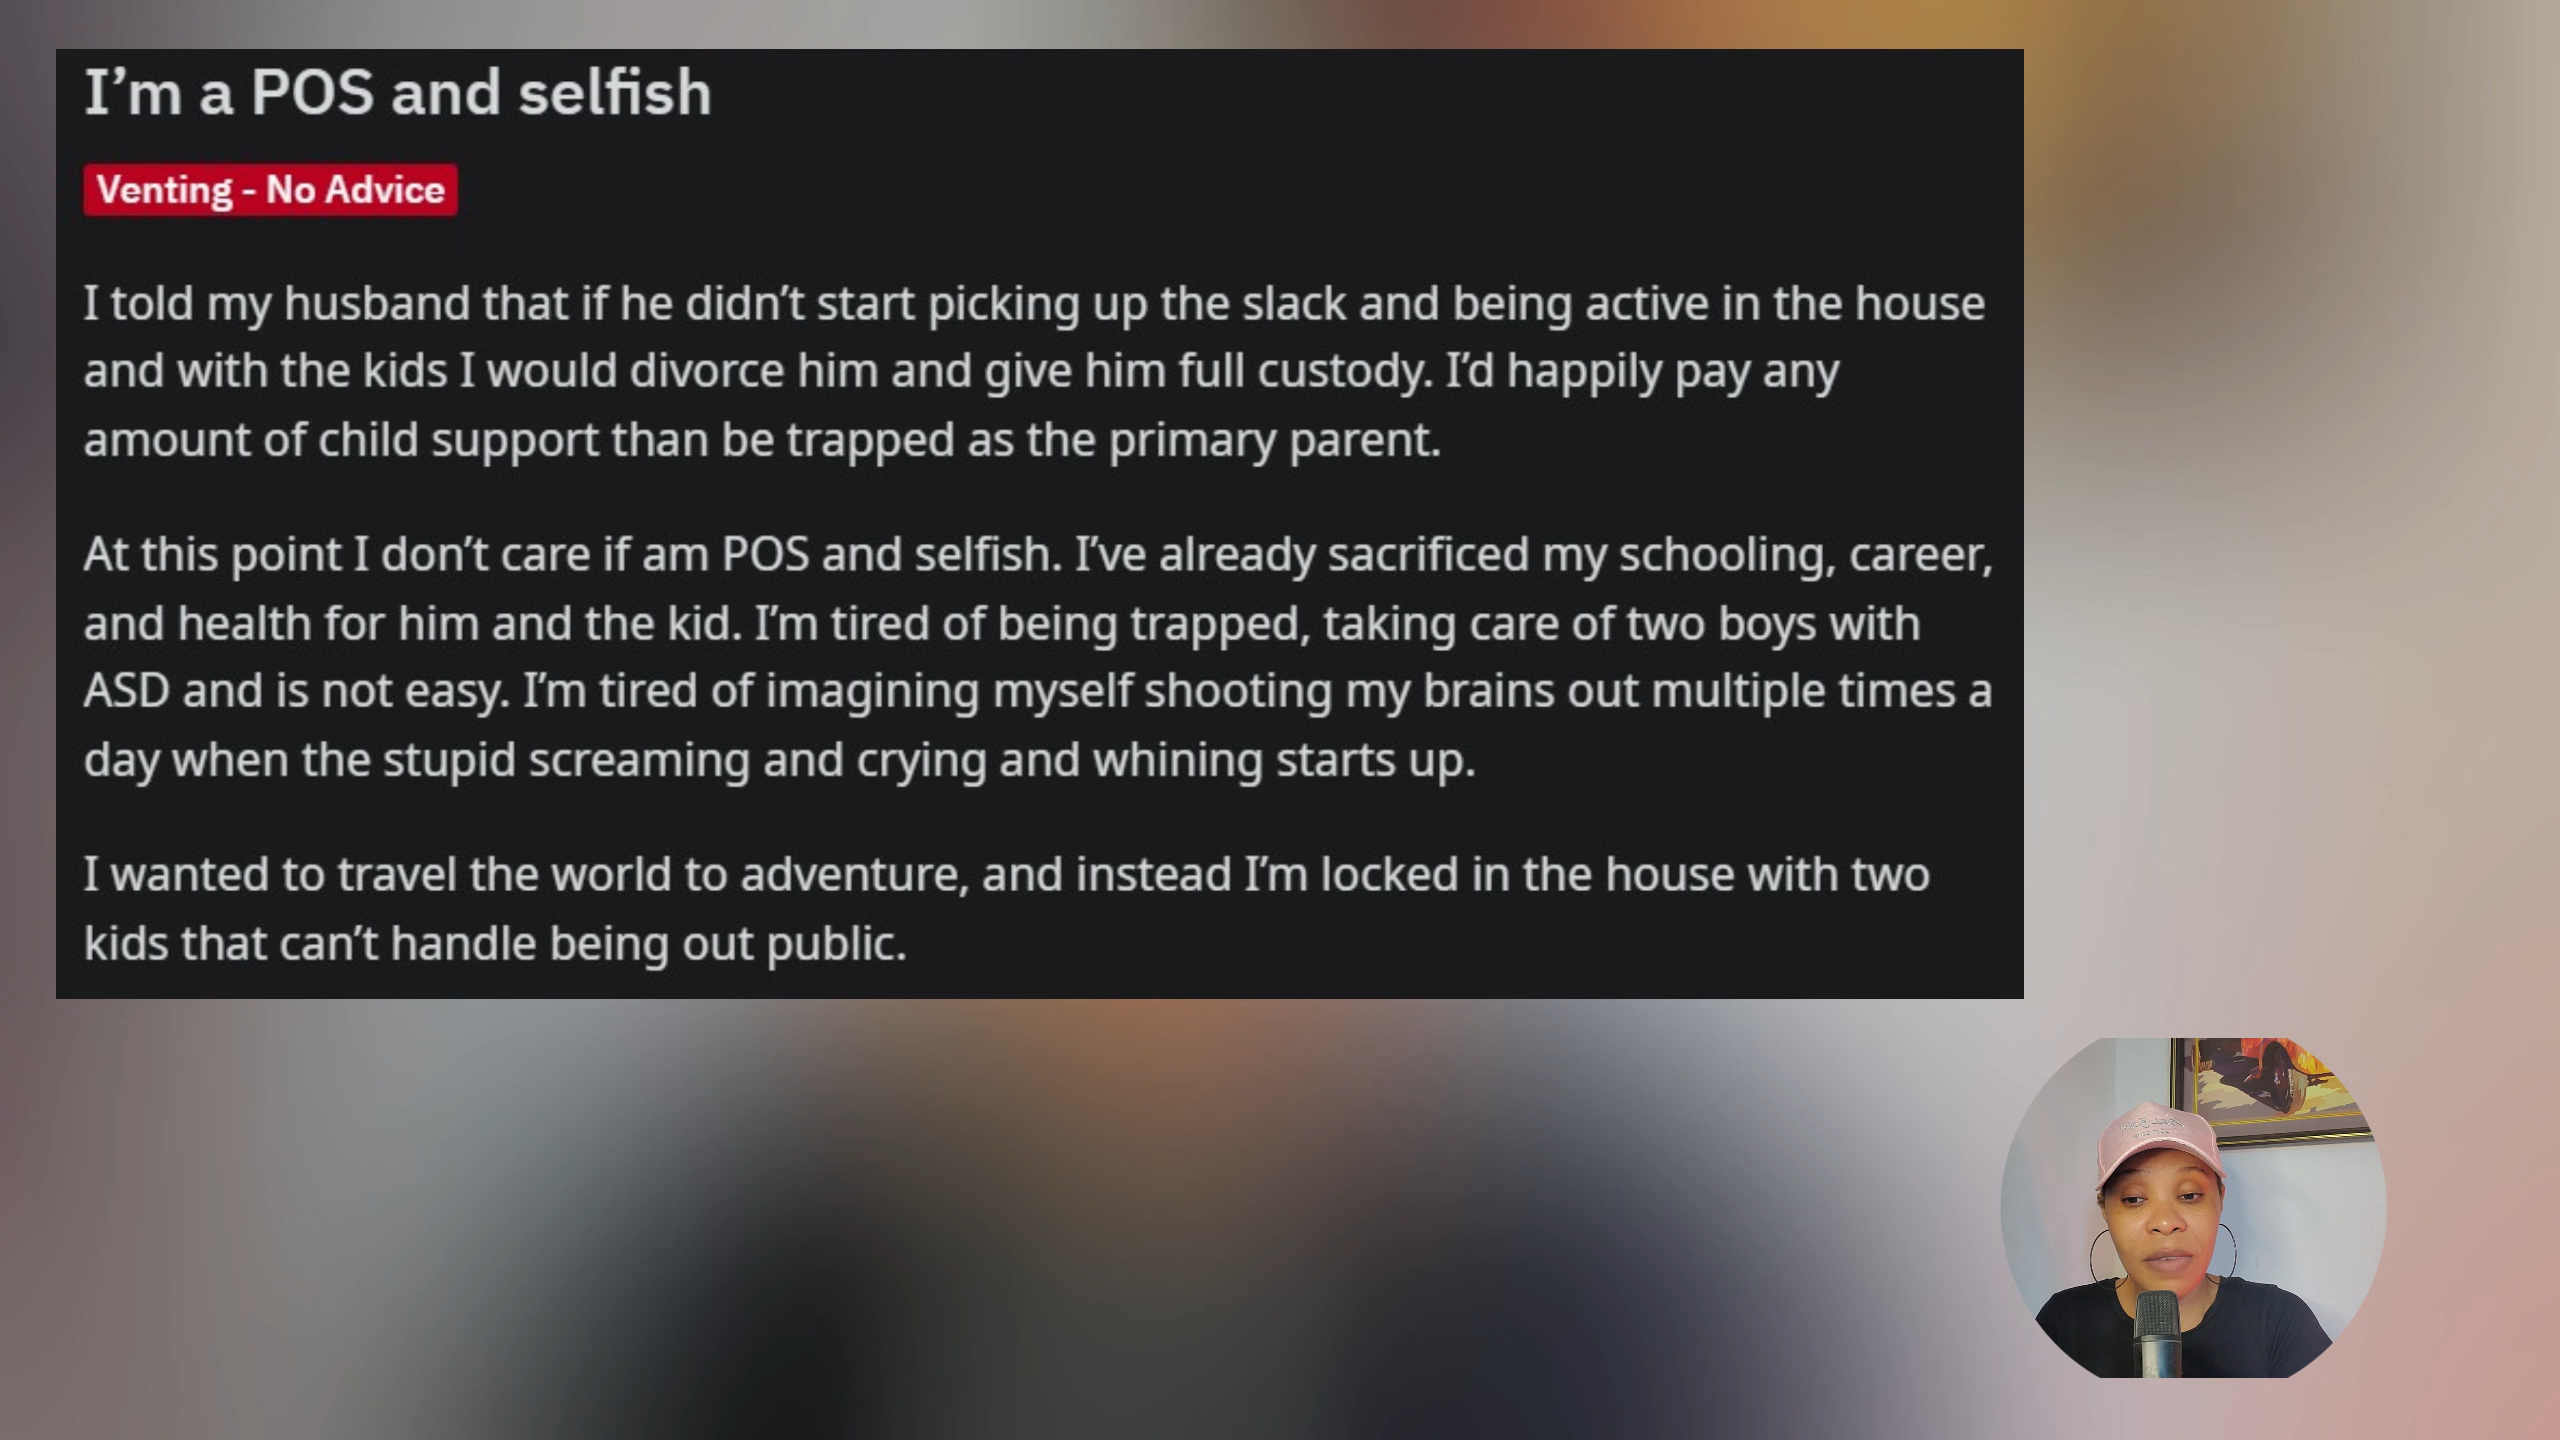 I'm a POS and selfish
Venting - No Advice
I told my husband that if he didn't start picking up the slack and being active in the house
and with the kids I would divorce him and give him full custody. I'd happily pay any
amount of child support than be trapped as the primary parent.
At this point I don't care if am POS and selfish. I've already sacrificed my schooling, career,
and health for him and the kid. I'm tired of being trapped, taking care of two boys with
ASD and is not easy. I'm tired of imagining myself shooting my brains out multiple times a
day when the stupid screaming and crying and whining starts up.
I wanted to travel the world to adventure, and instead I'm locked in the house with two
kids that can't handle being out public.